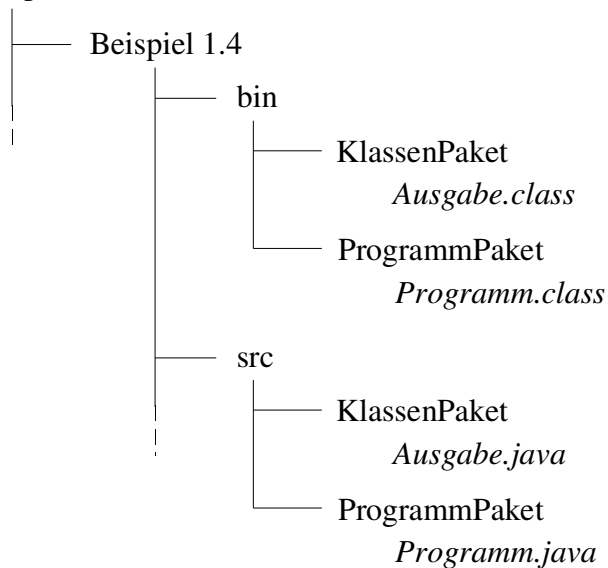 Beispiel 1.4
bin
KlassenPaket
Ausgabe.class
ProgrammPaket
Programm.class
src
KlassenPaket
Ausgabe.java
ProgrammPaket
Programm.java